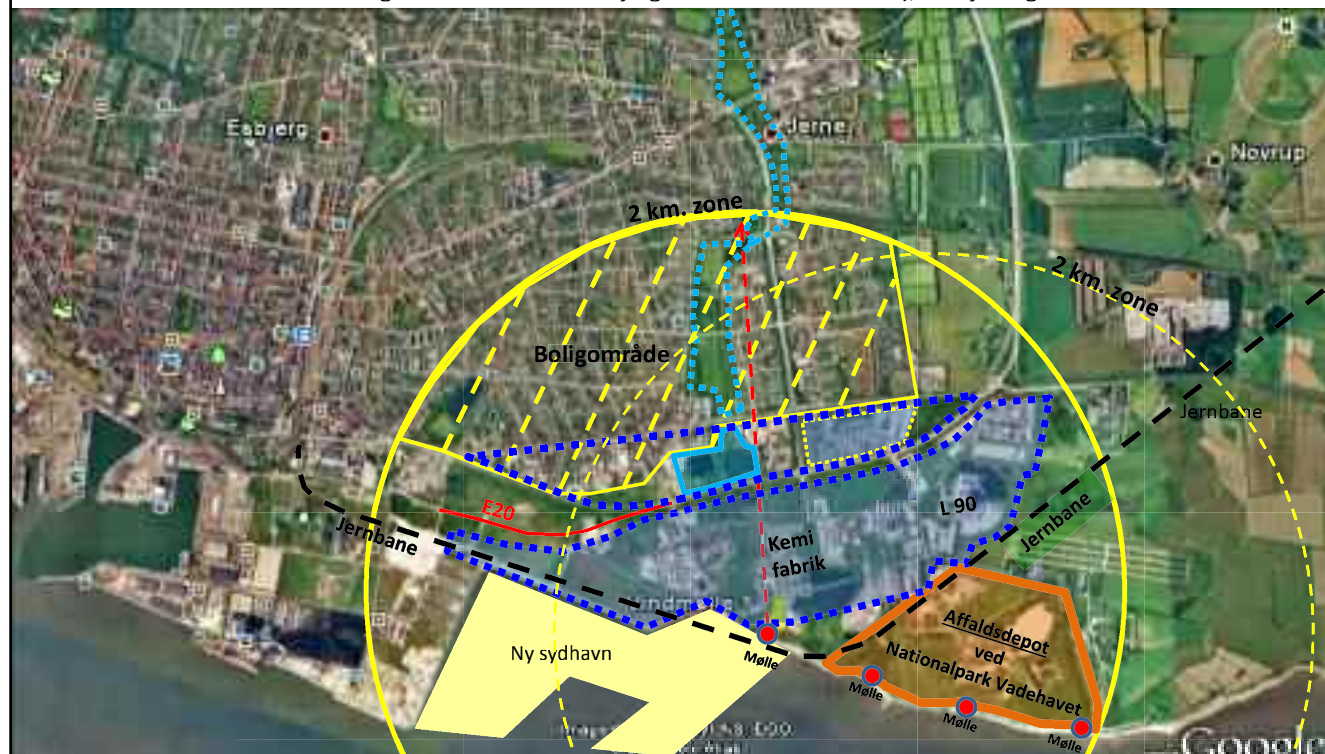 Esbjerg
Jerne
Novrup
2 km. zone
2 km. zone
Boligområde
Jernbane
E20
L 90
Jernbane
Jernbane
Kemi
fabrik
Affaldsdepot
ved
Nationalpark Vadehavet
Ny sydhavn
Mølle
Mølle
Mølle
Mølle
Google